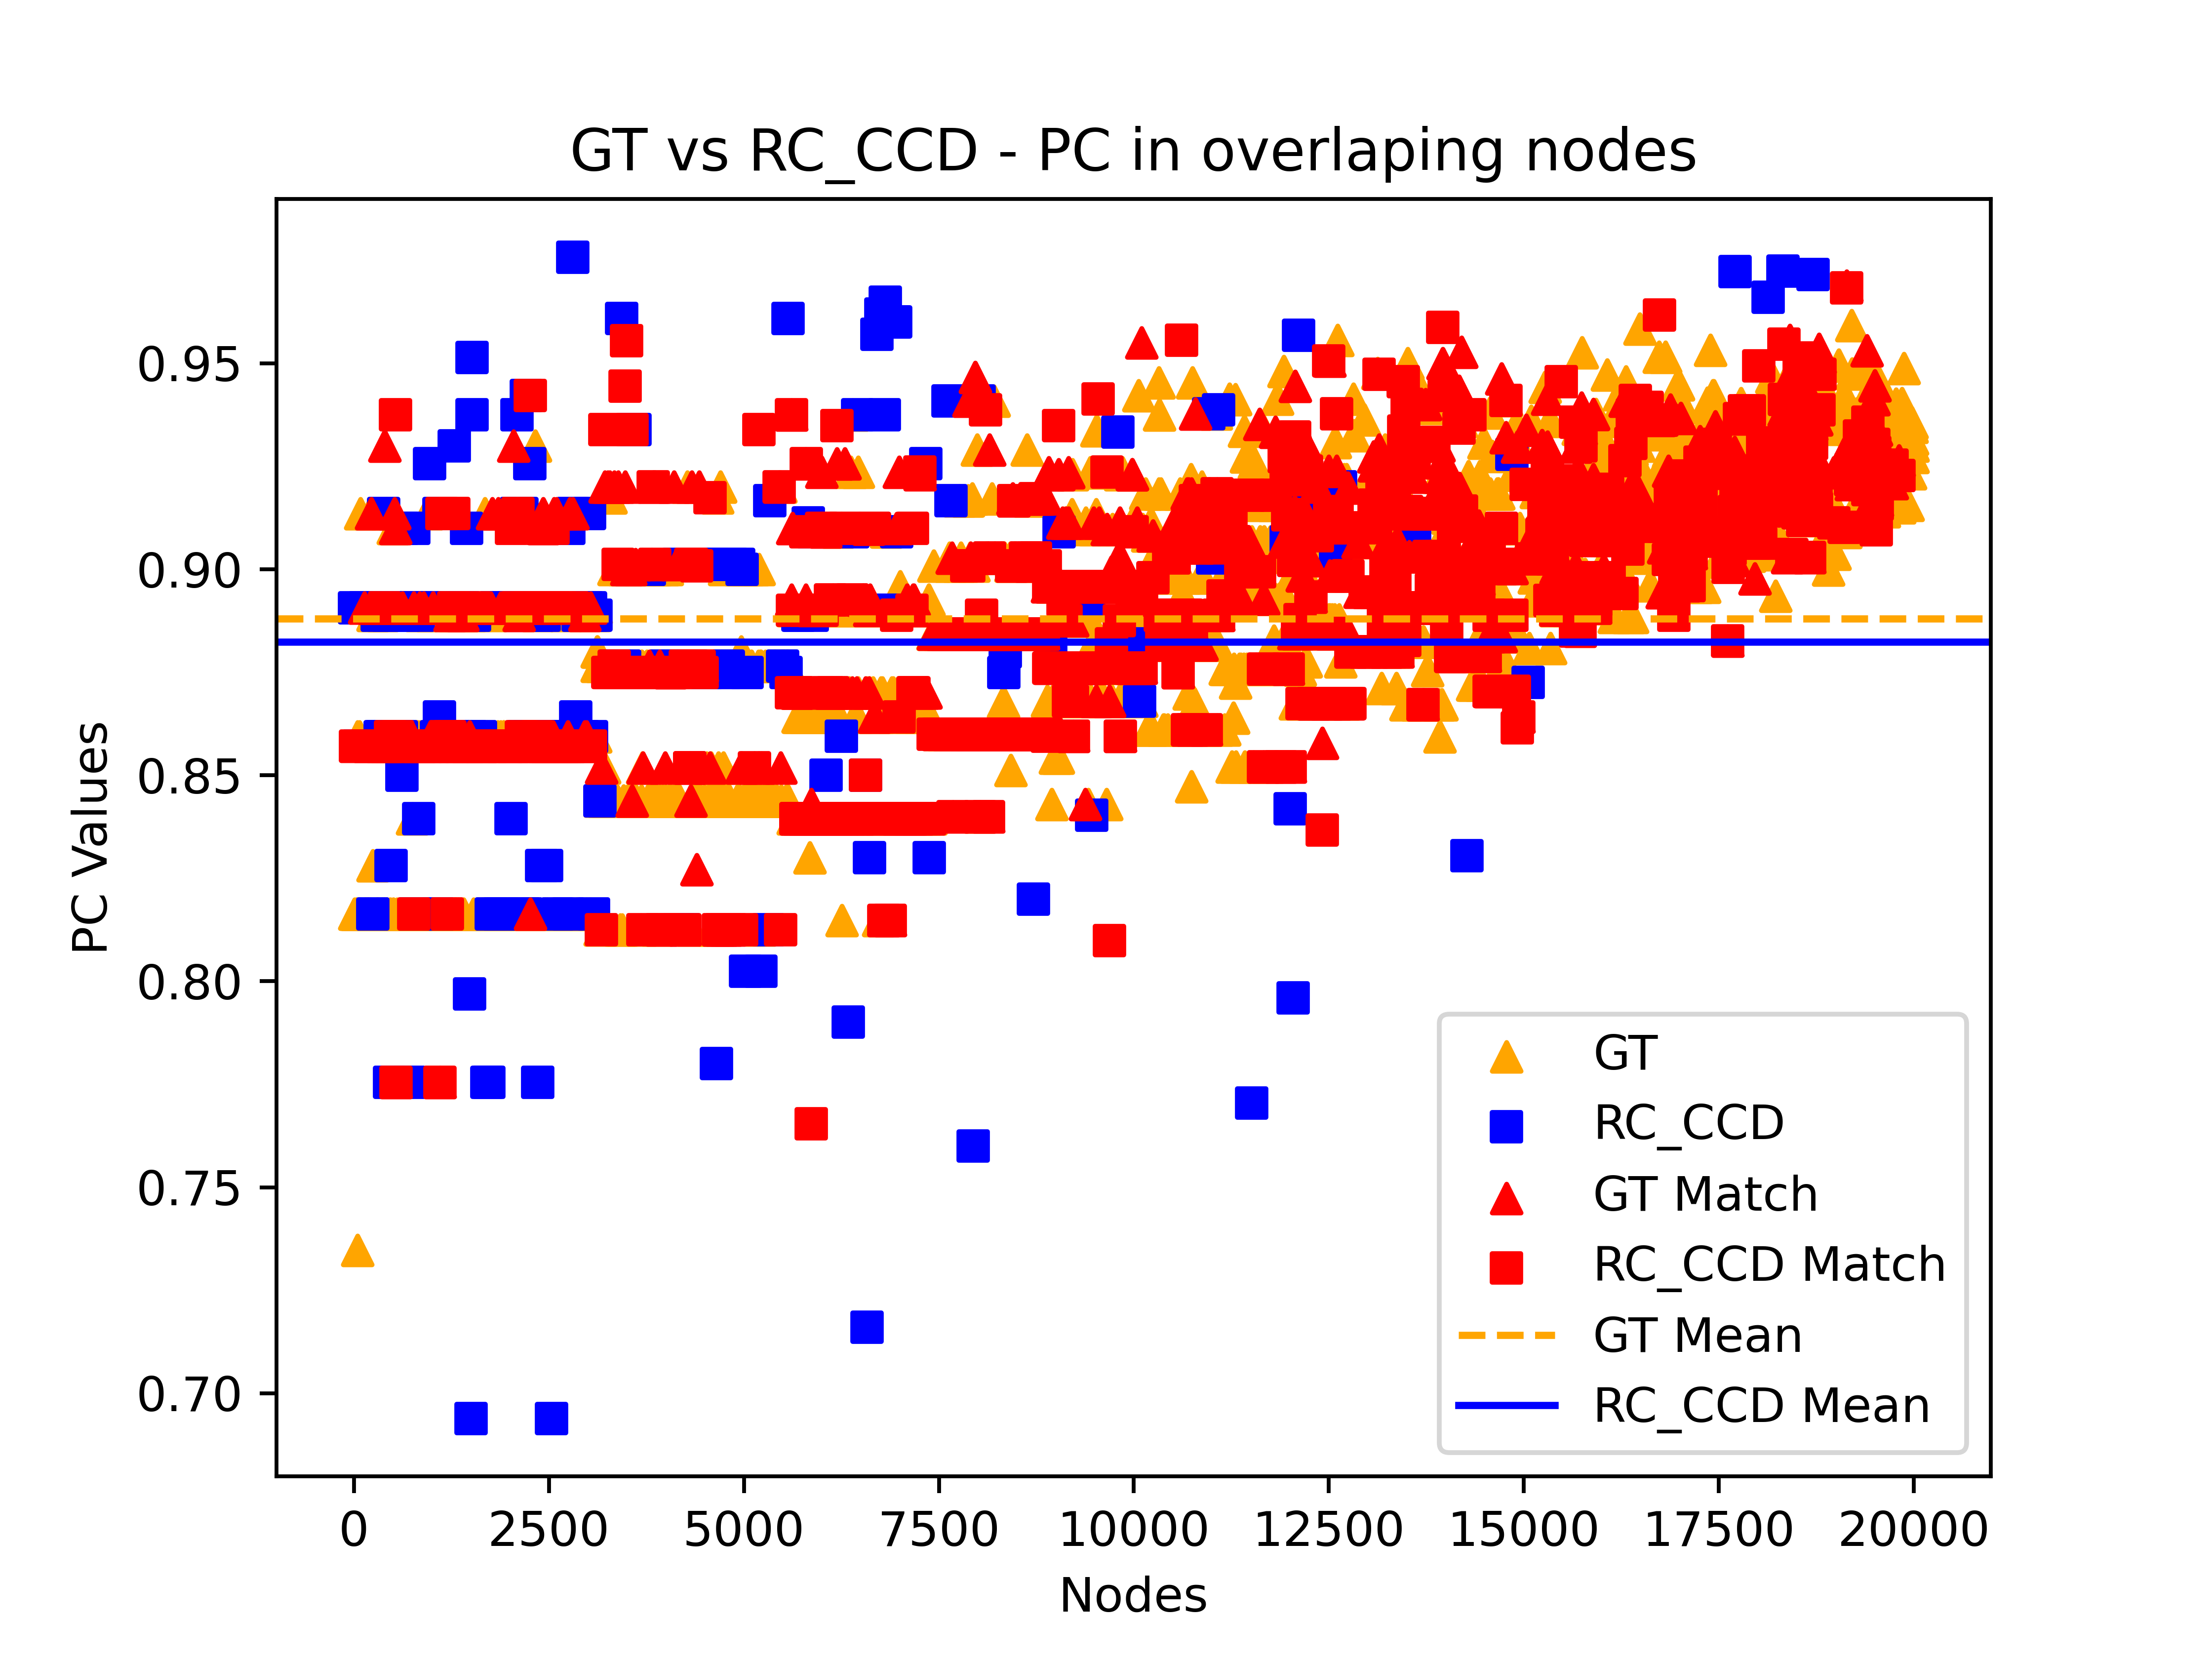 GT vs RC_CCD - PC in overlaping nodes
PC Values
0.95
0.90
0.85
0.80
0.75
0.70
GT
RC_CCD
GT Match
RC_CCD Match
GT Mean
RC_CCD Mean
0 2500 5000 7500 10000 12500 15000 17500 20000
Nodes